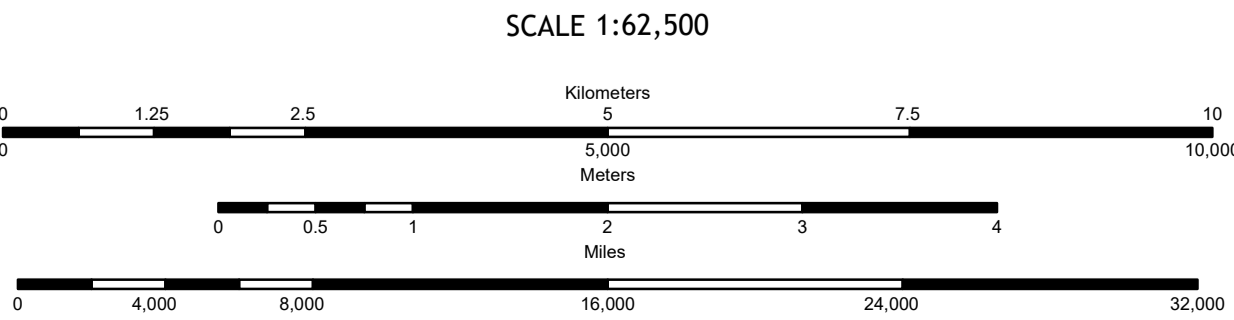 SCALE 1:62,500
Kilometers
0 1.25 2.5 5 7.5 10
0 5,000 10,000
Meters
0 0.5 1 2 3 4
Miles
0 4,000 8,000 16,000 24,000 32,000